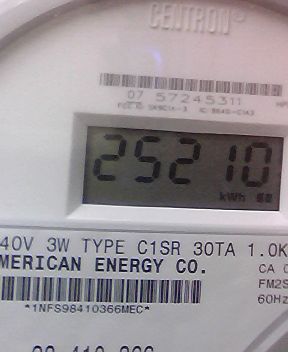 CENTRON®
07 57245311
25210
kWh
40V 3W TYPE C1SR 30TA 1.0K
MERICAN ENERGY CO.
CA
FM2S
60Hz
*1NFS98410366MEC*